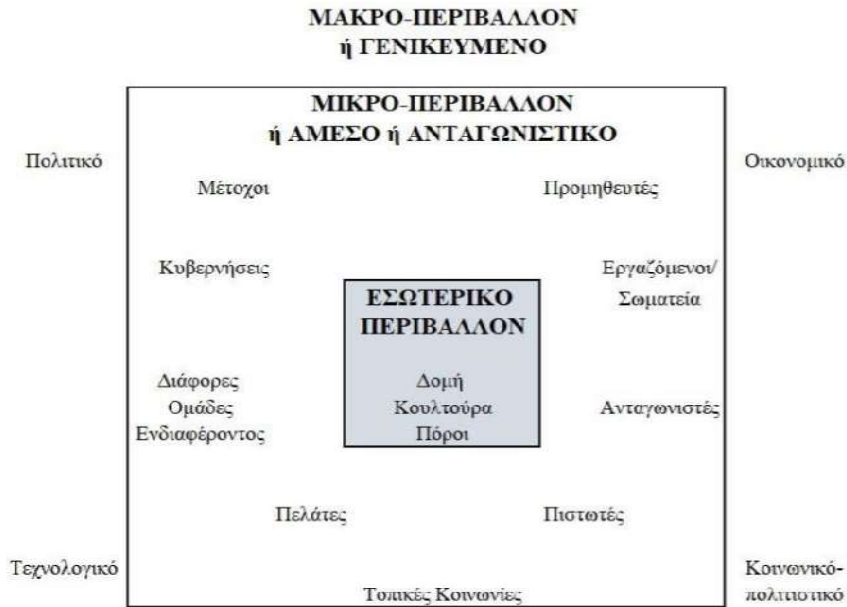 ΜΑΚΡΟ-ΠΕΡΙΒΑΛΛΟΝ
ή ΓΕΝΙΚΕΥΜΕΝΟ
ΜΙΚΡΟ-ΠΕΡΙΒΑΛΛΟΝ
ή ΑΜΕΣΟ ή ΑΝΤΑΓΩΝΙΣΤΙΚΟ
Πολιτικό
Οικονομικό
Μέτοχοι
Προμηθευτές
Κυβερνήσεις
Εργαζόμενοι/
Σωματεία
ΕΣΩΤΕΡΙΚΟ
ΠΕΡΙΒΑΛΛΟΝ
Διάφορες
Ομάδες
Ενδιαφέροντος
Δομή
Κουλτούρα
Πόροι
Ανταγωνιστές
Πελάτες
Πιστωτές
Τεχνολογικό
Τοπικές Κοινωνίες
Κοινωνικό-
πολιτιστικό